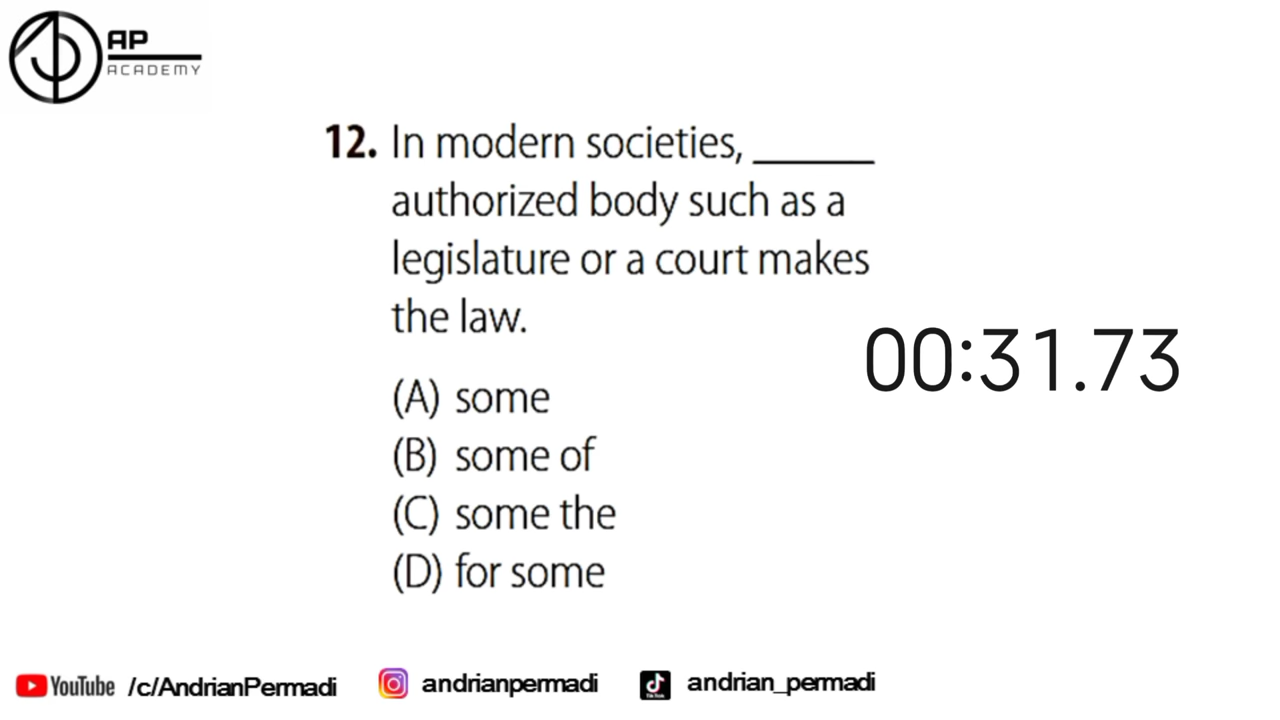 AP
ACADEMY
12. In modern societies, ______
authorized body such as a
legislature or a court makes
the law.
00:31.73
(A) some
(B) some of
(C) some the
(D) for some
YouTube /c/AndrianPermadi andrianpermadi andrian_permadi